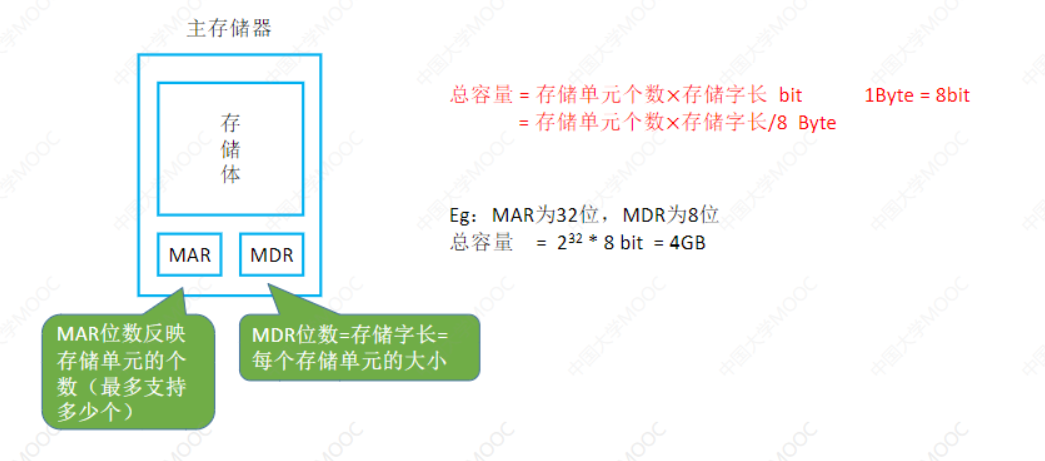 主存储器
总容量 = 存储单元个数×存储字长 bit 1Byte = 8bit
= 存储单元个数×存储字长/8 Byte
存
储
体
Eg：MAR为32位，MDR为8位
总容量 = 2³² * 8 bit = 4GB
MAR
MDR
MAR位数反映
存储单元的个
数（最多支持
多少个）
MDR位数=存储字长=
每个存储单元的大小
中国大学MOOC